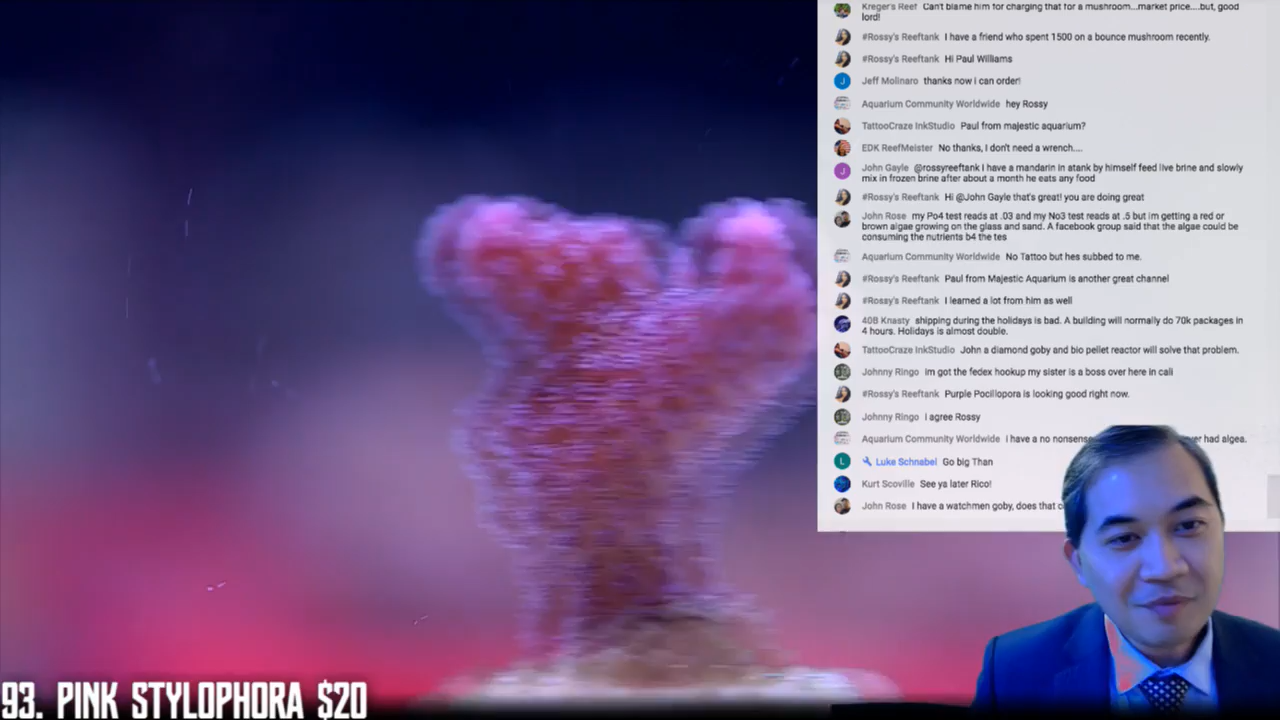 Kreger's Reef Can't blame him for charging that for a mushroom...market price....but, good
lord!
#Rossy's Reeftank I have a friend who spent 1500 on a bounce mushroom recently.
#Rossy's Reeftank Hi Paul Williams
J Jeff Molinaro thanks now i can order!
Aquarium Community Worldwide hey Rossy
TattooCraze InkStudio Paul from majestic aquarium?
EDK ReefMeister No thanks, I don't need a wrench....
J John Gayle @rossyreeftank I have a mandarin in atank by himself feed live brine and slowly
mix in frozen brine after about a month he eats any food
#Rossy's Reeftank Hi @John Gayle that's great! you are doing great
John Rose my Po4 test reads at .03 and my No3 test reads at .5 but im getting a red or
brown algae growing on the glass and sand. A facebook group said that the algae could be
consuming the nutrients b4 the tes
Aquarium Community Worldwide No Tattoo but hes subbed to me.
#Rossy's Reeftank Paul from Majestic Aquarium is another great channel
#Rossy's Reeftank I learned a lot from him as well
40B Knasty shipping during the holidays is bad. A building will normally do 70k packages in
4 hours. Holidays is almost double.
TattooCraze InkStudio John a diamond goby and bio pellet reactor will solve that problem.
Johnny Ringo Im got the fedex hookup my sister is a boss over here in cali
#Rossy's Reeftank Purple Pocillopora is looking good right now.
Johnny Ringo I agree Rossy
Aquarium Community Worldwide i have a no nonsense had algea.
L Luke Schnabel Go big Than
Kurt Scoville See ya later Rico!
John Rose I have a watchmen goby, does that
93. PINK STYLOPHORA $20